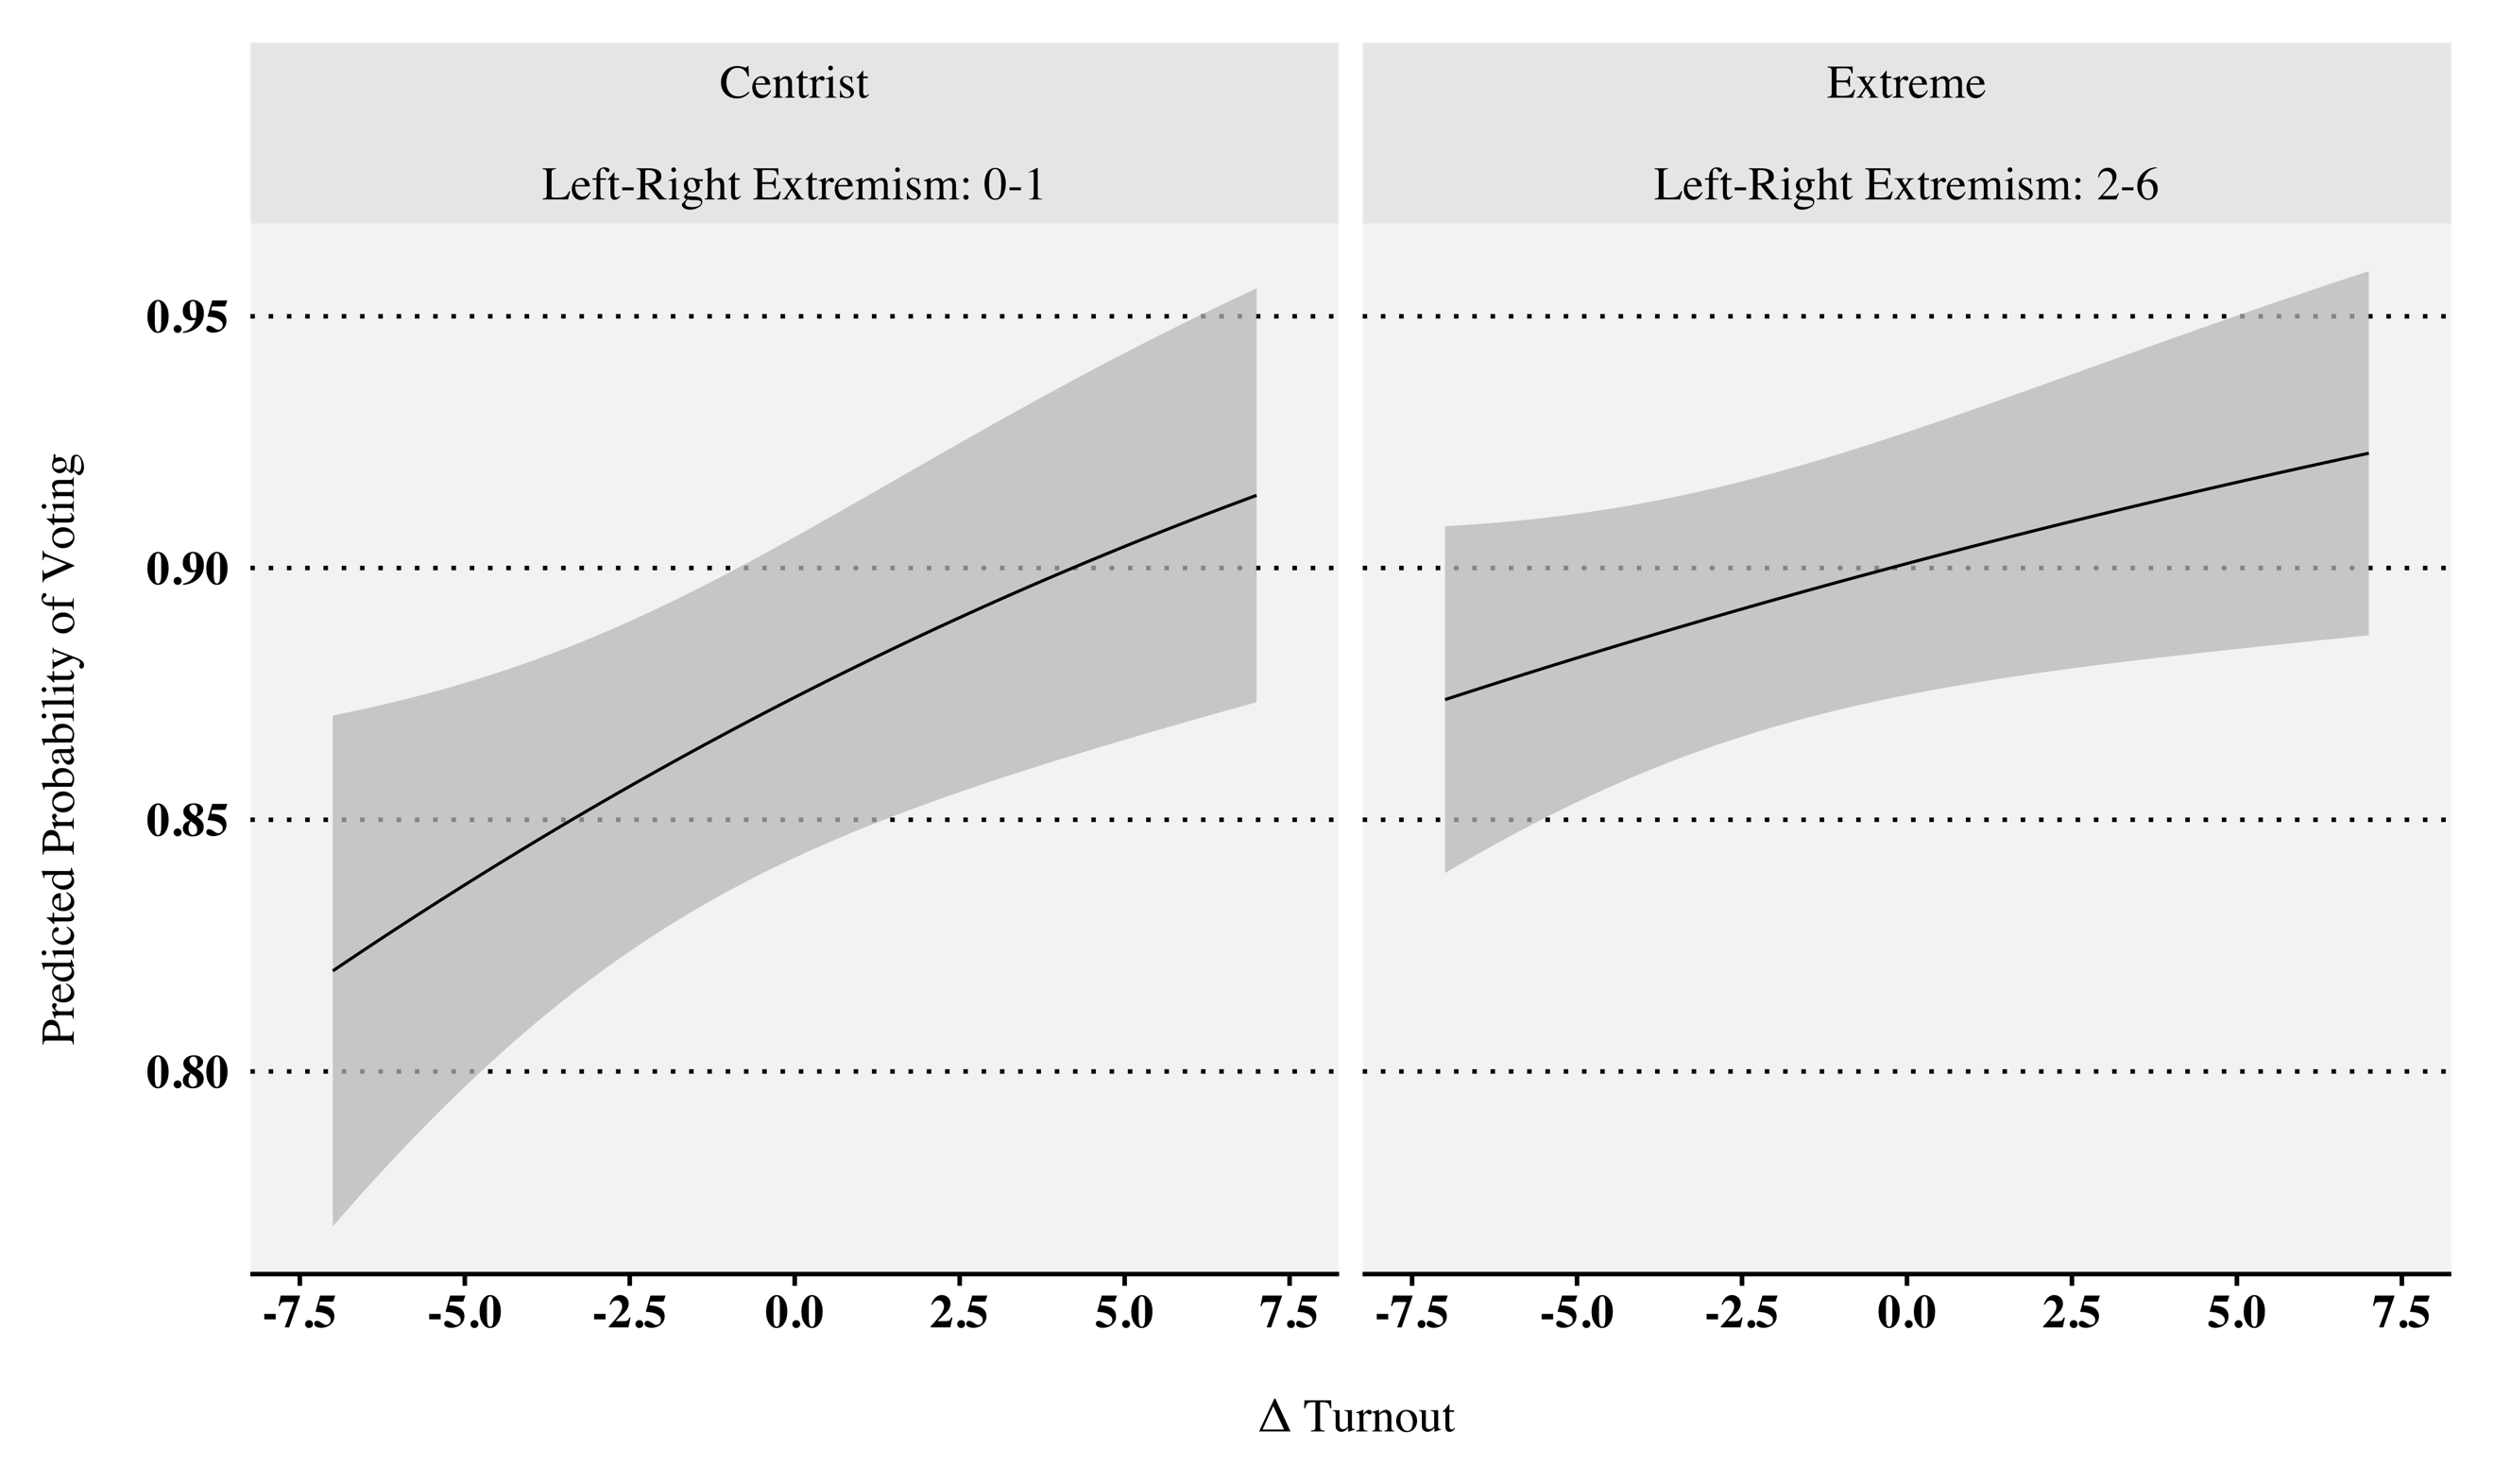 Centrist
Left-Right Extremism: 0-1
Extreme
Left-Right Extremism: 2-6
Predicted Probability of Voting
0.95
0.90
0.85
0.80
-7.5 -5.0 -2.5 0.0 2.5 5.0 7.5
-7.5 -5.0 -2.5 0.0 2.5 5.0 7.5
Δ Turnout